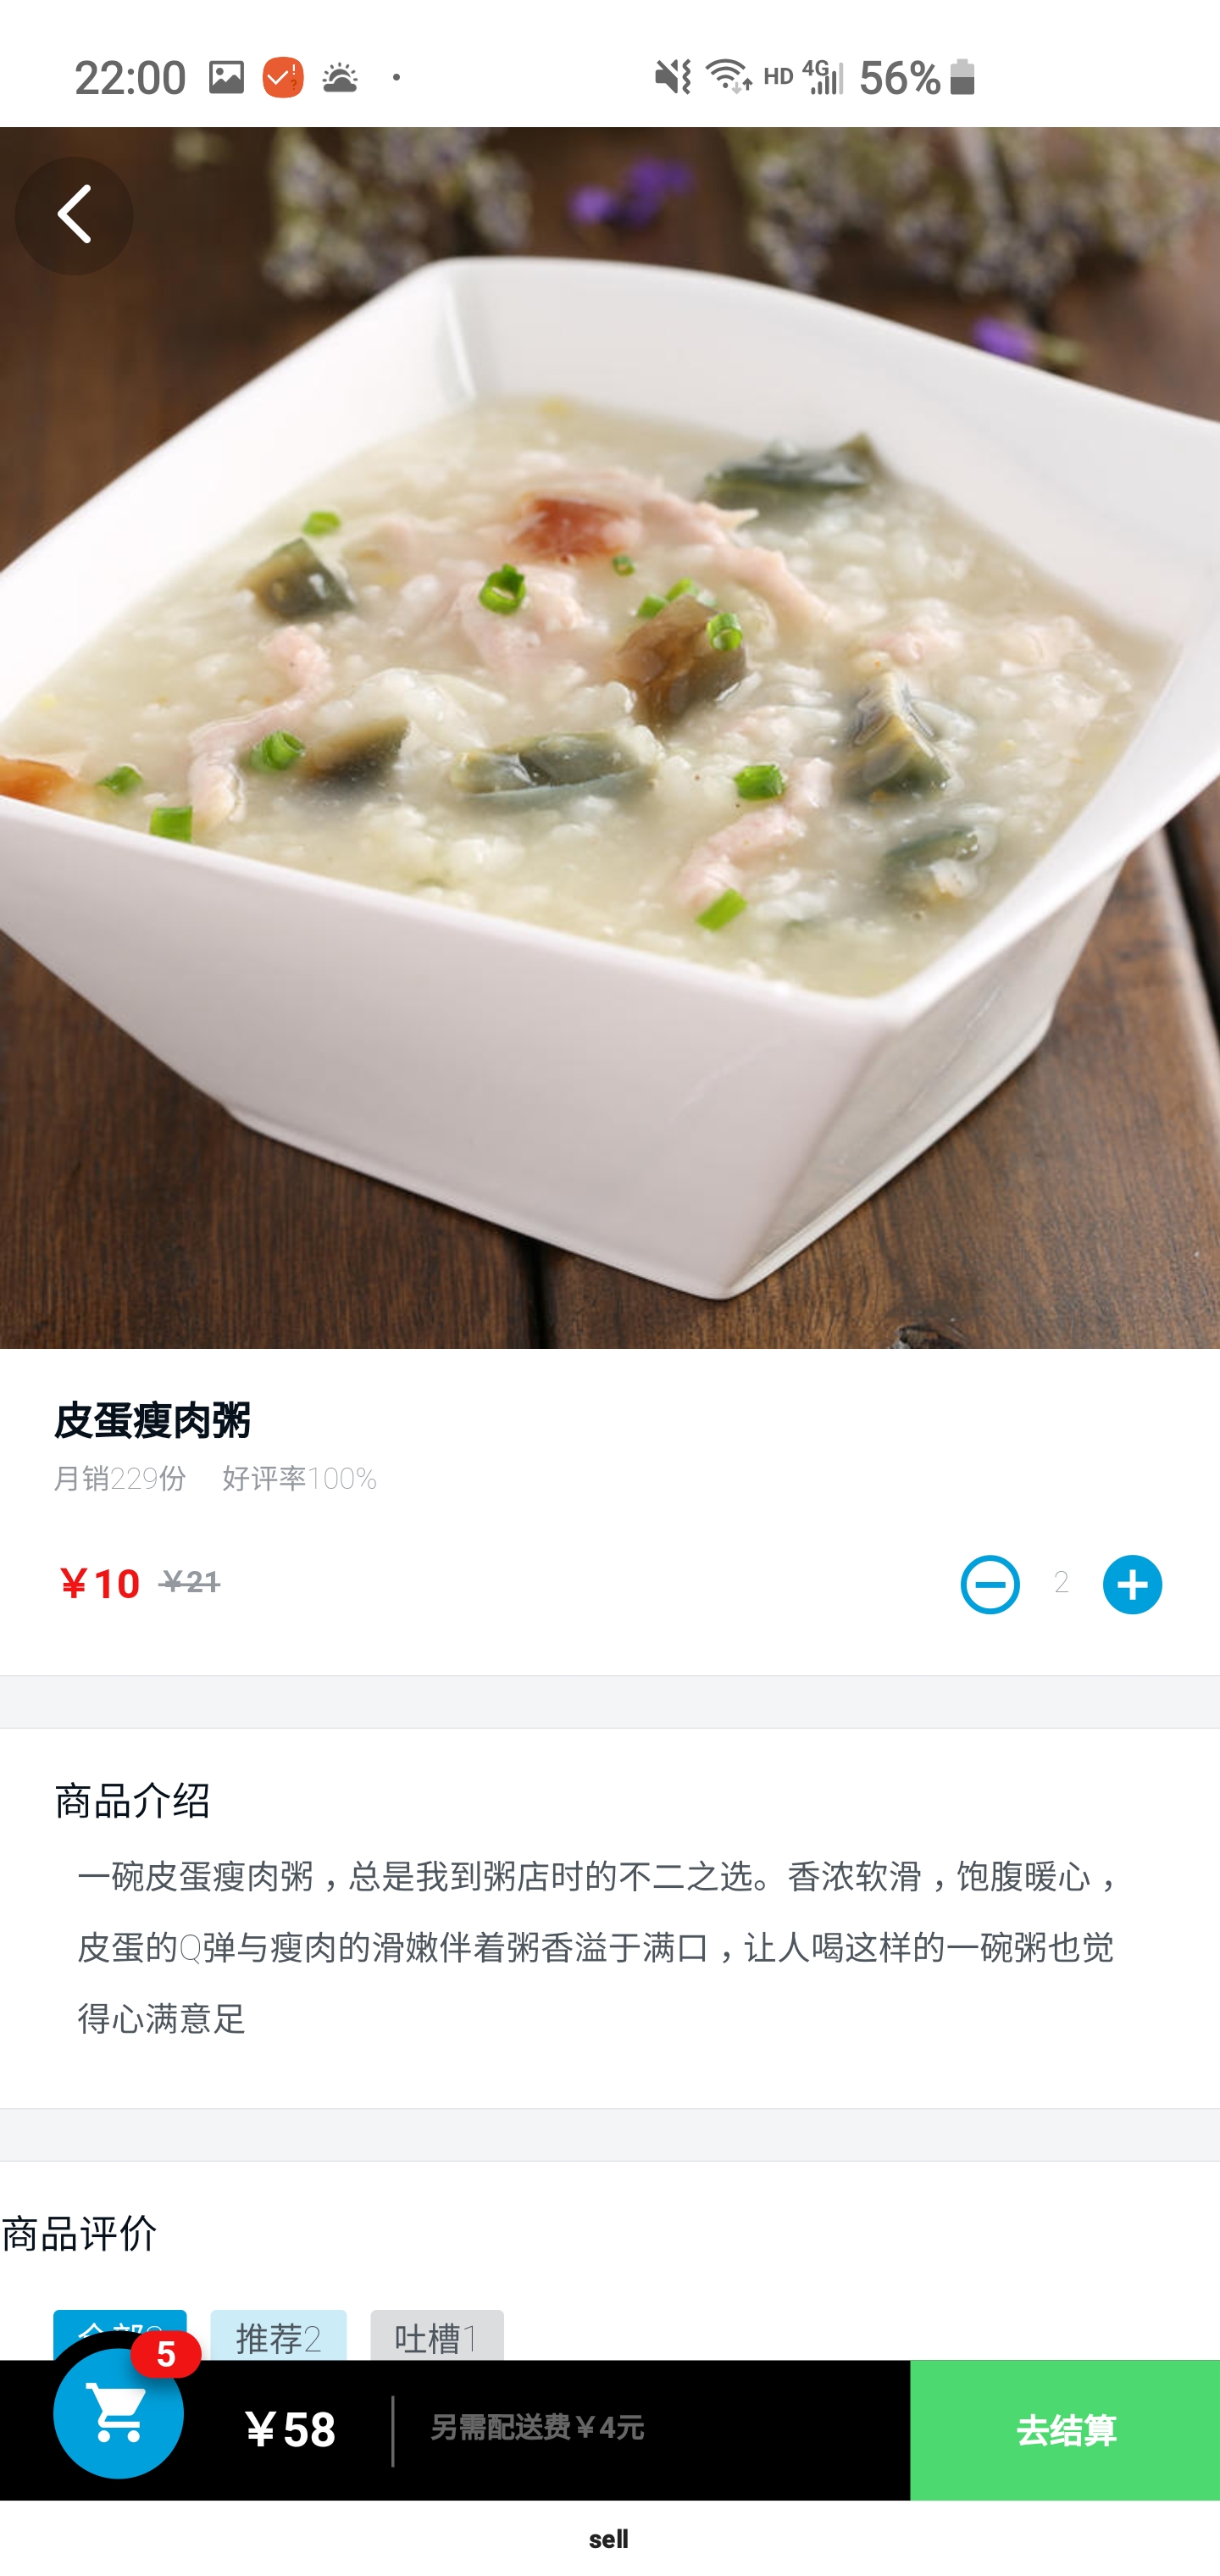 22:00 HD 4G 56%
皮蛋瘦肉粥
月销229份 好评率100%
￥10 ￥21
2
商品介绍
一碗皮蛋瘦肉粥，总是我到粥店时的不二之选。香浓软滑，饱腹暖心，
皮蛋的Q弹与瘦肉的滑嫩伴着粥香溢于满口，让人喝这样的一碗粥也觉
得心满意足
商品评价
推荐2 吐槽1
5
￥58 另需配送费￥4元 去结算
sell